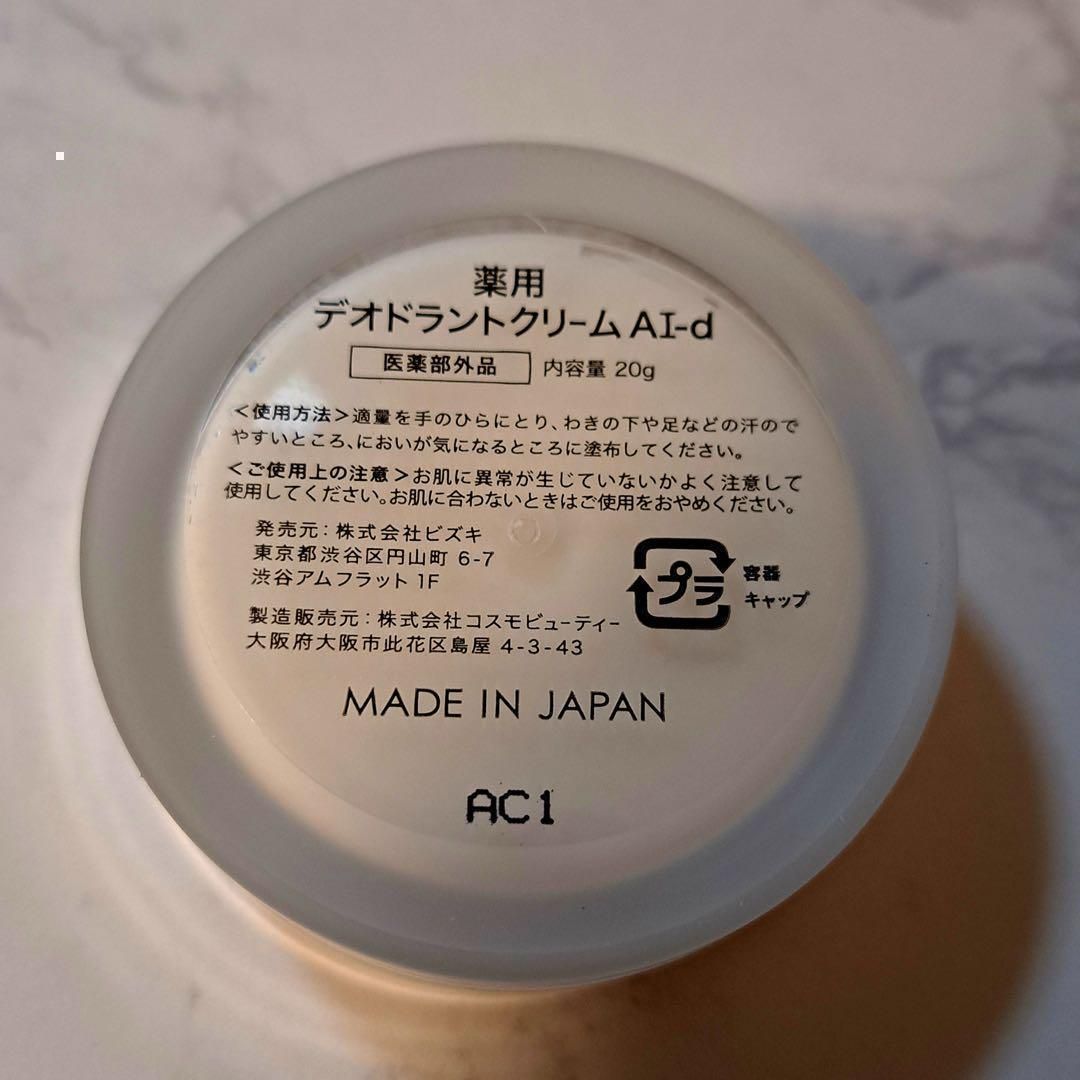 薬用
デオドラントクリーム AI-d
医薬部外品 内容量 20g
<使用方法>適量を手のひらにとり、わきの下や足などの汗ので
やすいところ、においが気になるところに塗布してください。
<ご使用上の注意>お肌に異常が生じていないかよく注意して
使用してください。お肌に合わないときはご使用をおやめください。
発売元：株式会社ビズキ
東京都渋谷区円山町 6-7
渋谷アムフラット 1F
製造販売元：株式会社コスモビューティー
大阪府大阪市此花区島屋 4-3-43
プラ
容器
キャップ
MADE IN JAPAN
AC1